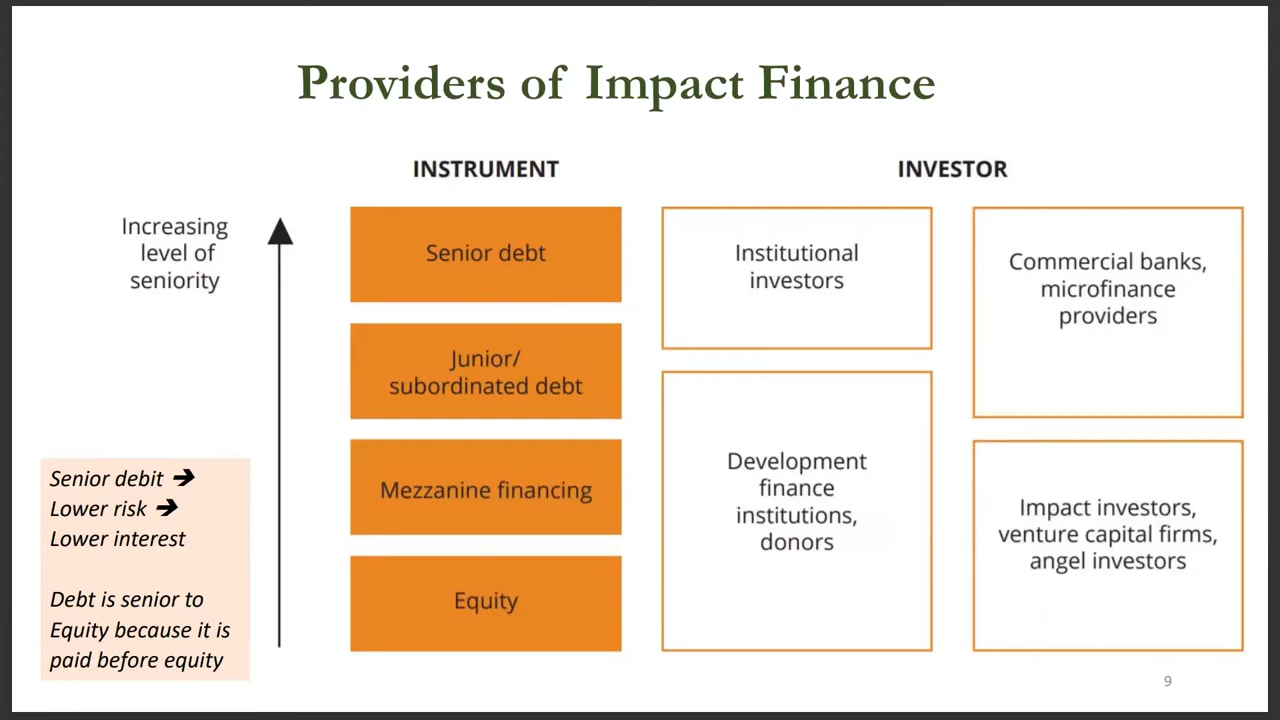 Providers of Impact Finance
INSTRUMENT
INVESTOR
Increasing
level of
seniority
Senior debt
Junior/
subordinated debt
Mezzanine financing
Equity
Institutional
investors
Development
finance
institutions,
donors
Commercial banks,
microfinance
providers
Impact investors,
venture capital firms,
angel investors
Senior debit ➔
Lower risk ➔
Lower interest
Debt is senior to
Equity because it is
paid before equity
9